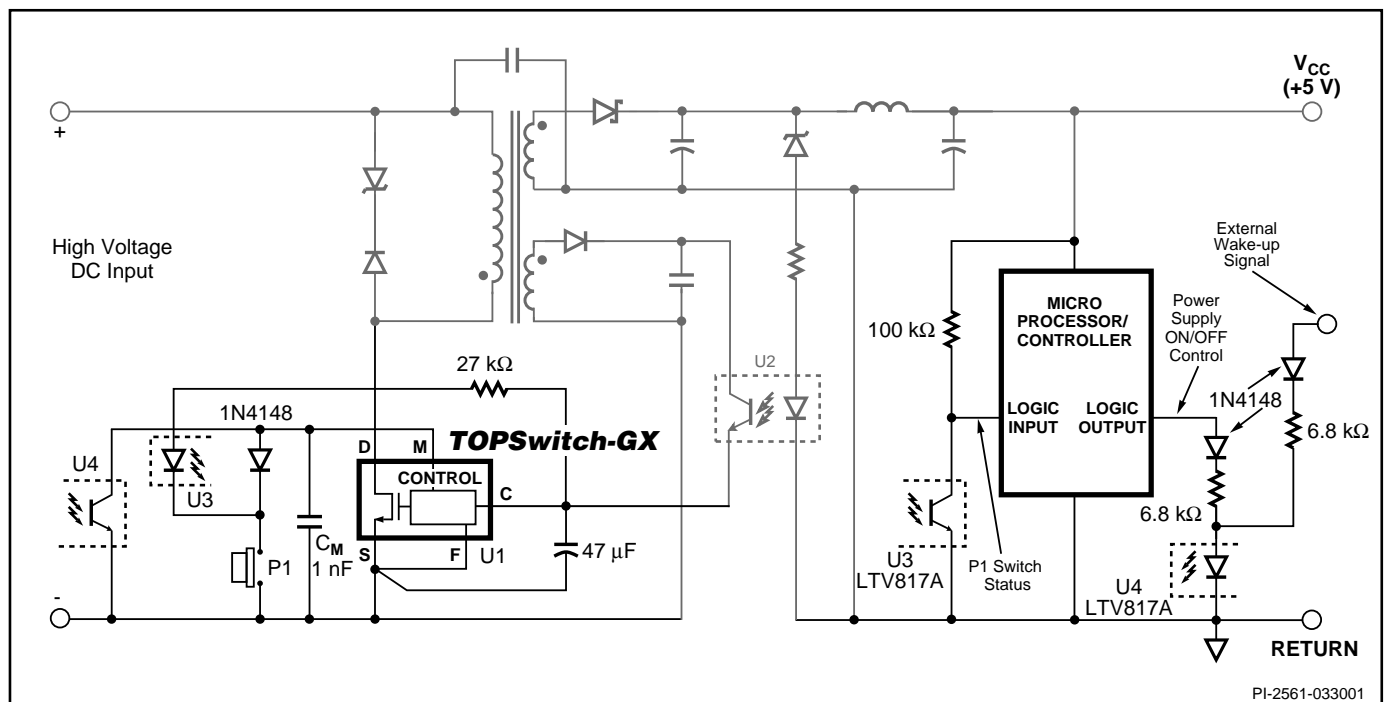 V_CC
(+5 V)
+
High Voltage
DC Input
External
Wake-up
Signal
MICRO
PROCESSOR/
CONTROLLER
Power
Supply
ON/OFF
Control
100 kΩ
27 kΩ
U2
1N4148
1N4148
LOGIC
INPUT
LOGIC
OUTPUT
TOPSwitch-GX
6.8 kΩ
D
M
CONTROL
C
U4
U3
6.8 kΩ
C_M
1 nF
P1
S
F
U1
47 µF
U3
LTV817A
P1 Switch
Status
U4
LTV817A
-
RETURN
PI-2561-033001